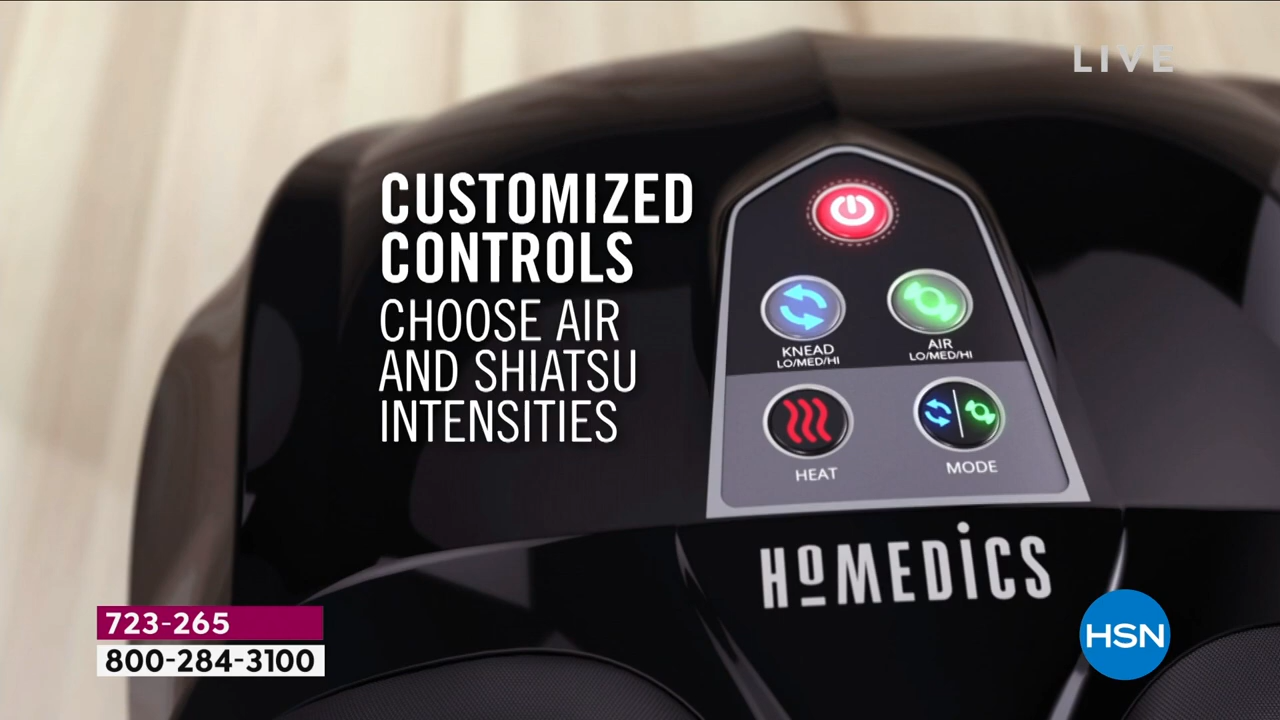 LIVE
CUSTOMIZED
CONTROLS
CHOOSE AIR
AND SHIATSU
INTENSITIES
KNEAD
LO/MED/HI
AIR
LO/MED/HI
HEAT
MODE
HOMEDICS
723-265
800-284-3100
HSN